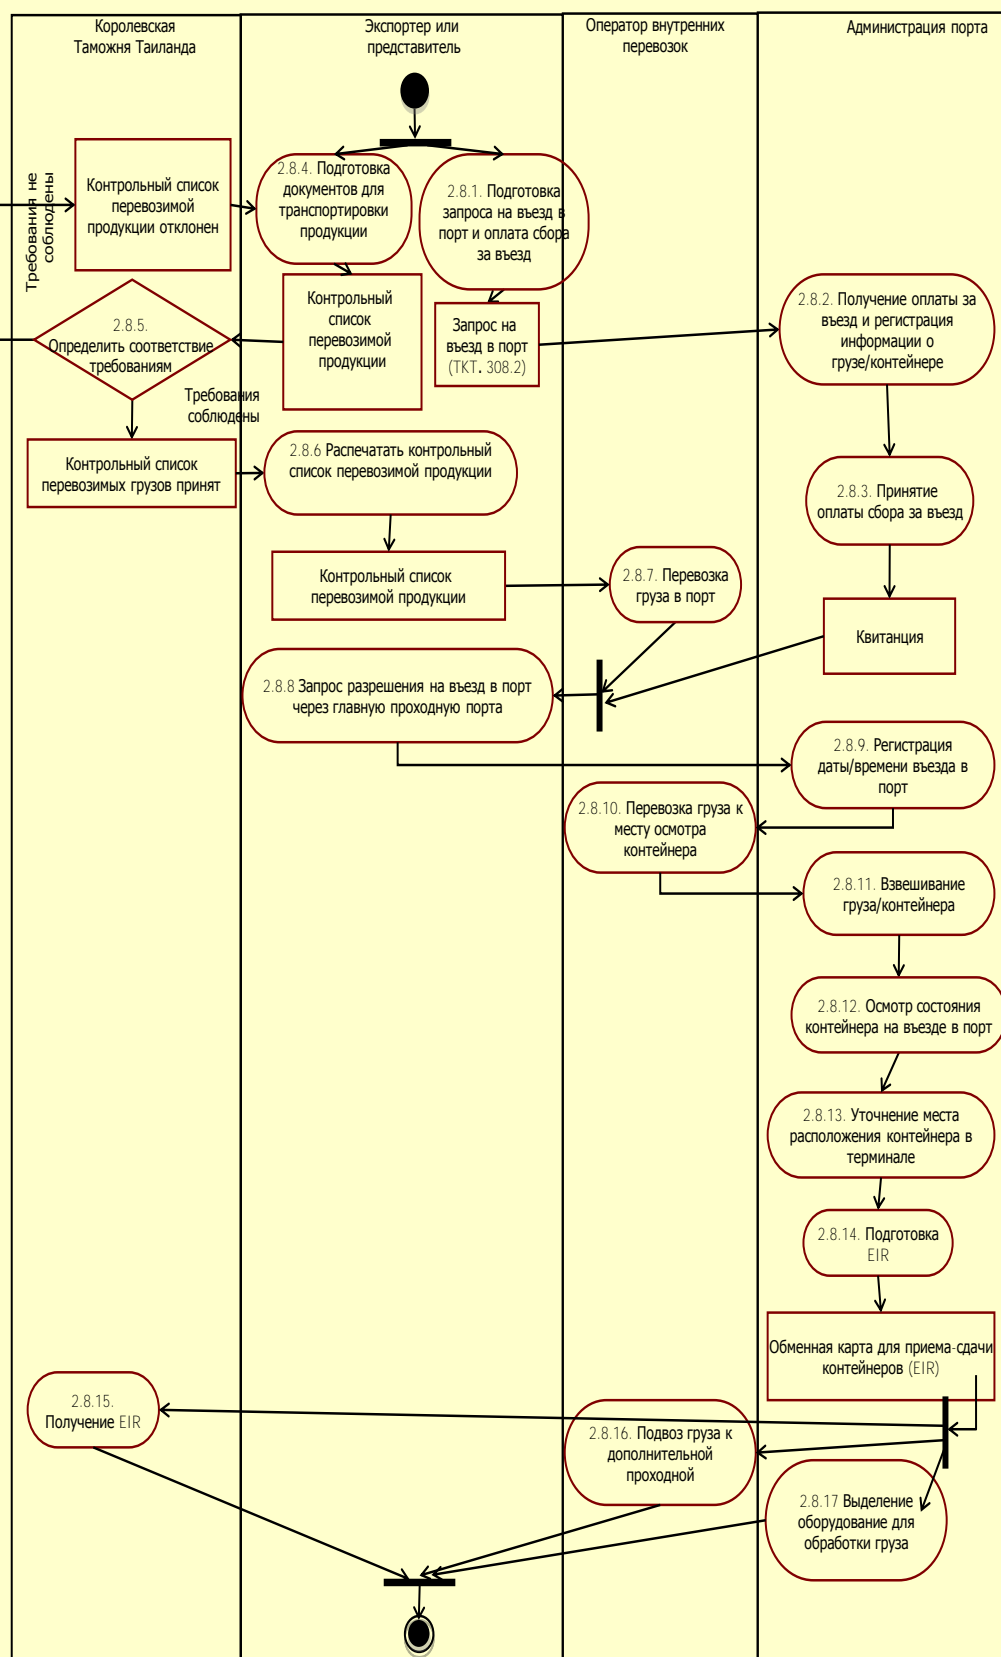 Королевская
Таможня Таиланда
Экспортер или
представитель
Оператор внутренних
перевозок
Администрация порта
Требования не
соблюдены
Контрольный список
перевозимой
продукции отклонен
2.8.4. Подготовка
документов для
транспортировки
продукции
2.8.1. Подготовка
запроса на въезд в
порт и оплата сбора
за въезд
2.8.5.
Определить соответствие
требованиям
Контрольный
список
перевозимой
продукции
Запрос на
въезд в порт
(ТКТ. 308.2)
2.8.2. Получение оплаты за
въезд и регистрация
информации о
грузе/контейнере
Требования
соблюдены
Контрольный список
перевозимых грузов принят
2.8.6 Распечатать контрольный
список перевозимой продукции
2.8.3. Принятие
оплаты сбора за въезд
Контрольный список
перевозимой продукции
2.8.7. Перевозка
груза в порт
Квитанция
2.8.8 Запрос разрешения на въезд в порт
через главную проходную порта
2.8.9. Регистрация
даты/времени въезда в
порт
2.8.10. Перевозка груза к
месту осмотра
контейнера
2.8.11. Взвешивание
груза/контейнера
2.8.12. Осмотр состояния
контейнера на въезде в порт
2.8.13. Уточнение места
расположения контейнера в
терминале
2.8.14. Подготовка
EIR
Обменная карта для приема-сдачи
контейнеров (EIR)
2.8.15.
Получение EIR
2.8.16. Подвоз груза к
дополнительной
проходной
2.8.17 Выделение
оборудование для
обработки груза